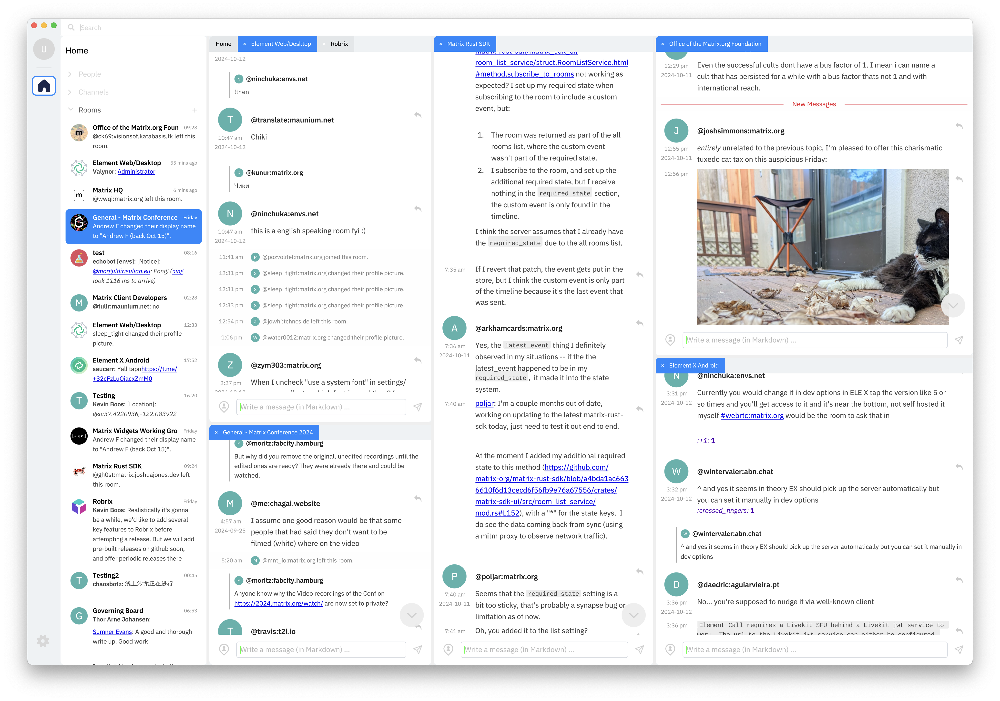 Search
U
Home
People
Channels
Rooms
Office of the Matrix.org Foun 09:28
@ck69:visionsof.katabasis.tk left this
room.
Element Web/Desktop 55 mins ago
Valynor: Administrator
[m] Matrix HQ 6 mins ago
@wwqi:matrix.org left this room.
General - Matrix Conference Friday
Andrew F changed their display name
to "Andrew F (back Oct 15)".
test 08:16
echobot [envs]: [Notice]:
@morguldir:sulian.eu: Pong! (ping
took 1116 ms to arrive)
M Matrix Client Developers 02:28
@tulir:maunium.net: no
Element Web/Desktop 12:33
sleep_tight changed their profile
picture.
Element X Android 17:52
saucerr: Yall tapnhttps://t.me/
+32cFzLuOiacxZmM0
T Testing 16:20
Kevin Boos: [Location]:
geo:37.4220936,-122.083922
[apps] Matrix Widgets Working Gro Friday
Andrew F changed their display name
to "Andrew F (back Oct 15)".
Matrix Rust SDK 09:24
@gh0st:matrix.joshuajones.dev left
this room.
Robrix Friday
Kevin Boos: Realistically it's gonna
be a while, we'd like to add several
key features to Robrix before
attempting a release. But we will add
pre-built releases on github soon,
and offer periodic releases there
T Testing2 00:45
chaosbotz: 线上沙龙正在进行
G Governing Board 06:53
Thor Arne Johansen:
Sumner Evans: A good and thorough
write up. Good work
Home × Element Web/Desktop × Robrix
2024-10-12
N @ninchuka:envs.net
!tr en
T @translate:maunium.net
10:47 am Chiki
2024-10-12
K @kunur:matrix.org
Чики
N @ninchuka:envs.net
10:47 am this is a english speaking room fyi :)
2024-10-12
11:41 am P @pozvolitel:matrix.org joined this room.
12:31 pm S @sleep_tight:matrix.org changed their profile picture.
12:31 pm S @sleep_tight:matrix.org changed their profile picture.
12:33 pm S @sleep_tight:matrix.org changed their profile picture.
12:54 pm J @jowhi:tchncs.de left this room.
1:06 pm W @water0012:matrix.org changed their profile picture.
Z @zym303:matrix.org
2:27 pm When I uncheck "use a system font" in settings/
Write a message (in Markdown) ...
× General - Matrix Conference 2024
M @moritz:fabcity.hamburg
But why did you remove the original, unedited recordings until the
edited ones are ready? They were already there and could be
watched.
M @me:chagai.website
4:57 am I assume one good reason would be that some
2024-09-25 people that had said they don't want to be
filmed (white) where on the video
5:20 am M @mnt_io:matrix.org left this room.
M @moritz:fabcity.hamburg
Anyone know why the Video recordings of the Conf on
https://2024.matrix.org/watch/ are now set to private?
T @travis:t2l.io
Write a message (in Markdown) ...
× Matrix Rust SDK
matrix-rust-sdk/matrix_sdk_ui/
room_list_service/struct.RoomListService.html
#method.subscribe_to_rooms not working as
expected? I set up my required state when
subscribing to the room to include a custom
event, but:
1. The room was returned as part of the all
rooms list, where the custom event
wasn't part of the required state.
2. I subscribe to the room, and set up the
additional required state, but I receive
nothing in the required_state section,
the custom event is only found in the
timeline.
I think the server assumes that I already have
the required_state due to the all rooms list.
7:35 am If I revert that patch, the event gets put in the
store, but I think the custom event is only part
of the timeline because it's the last event that
was sent.
A @arkhamcards:matrix.org
7:36 am Yes, the latest_event thing I definitely
2024-10-11 observed in my situations -- if the the
latest_event happened to be in my
required_state, it made it into the state
system.
7:40 am poljar: I'm a couple months out of date,
working on updating to the latest matrix-rust-
sdk today, just need to test it out end to end.
At the moment I added my additional required
state to this method (https://github.com/
matrix-org/matrix-rust-sdk/blob/a4bda1ac663
6610f6d13cecd6f56fb9e76a67556/crates/
matrix-sdk-ui/src/room_list_service/
mod.rs#L152), with a "*" for the state keys. I
do see the data coming back from sync (using
a mitm proxy to observe network traffic).
P @poljar:matrix.org
7:40 am Seems that the required_state setting is a
2024-10-11 bit too sticky, that's probably a synapse bug or
limitation as of now.
7:41 am Oh, you added it to the list setting?
Write a message (in Markdown) ...
× Office of the Matrix.org Foundation
12:29 pm Even the successful cults dont have a bus factor of 1. I mean i can name a
2024-10-11 cult that has persisted for a while with a bus factor thats not 1 and with
international reach.
New Messages
J @joshsimmons:matrix.org
12:55 pm entirely unrelated to the previous topic, I'm pleased to offer this charismatic
2024-10-11 tuxedo cat tax on this auspicious Friday:
12:56 pm
Write a message (in Markdown) ...
× Element X Android
N @ninchuka:envs.net
3:31 pm Currently you would change it in dev options in ELE X tap the version like 5 or
2024-10-12 so times and you'll get access to it and it's near the bottom, not self hosted it
myself #webrtc:matrix.org would be the room to ask that in
:+1: 1
W @wintervaler:abn.chat
3:32 pm ^ and yes it seems in theory EX should pick up the server automatically but
2024-10-12 you can set it manually in dev options
:crossed_fingers: 1
W @wintervaler:abn.chat
^ and yes it seems in theory EX should pick up the server automatically but you can set it manually in
dev options
D @daedric:aguiarvieira.pt
3:36 pm No... you're supposed to nudge it via well-known client
2024-10-12
3:36 pm Element Call requires a Livekit SFU behind a Livekit jwt service to
work. The url to the Livekit jwt service can either be configured
Write a message (in Markdown) ...